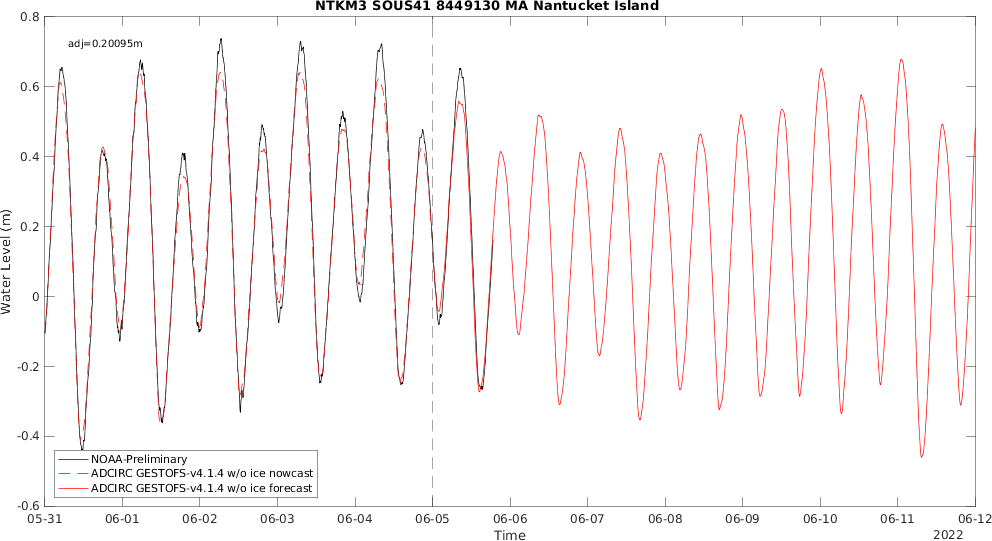 NTKM3 SOUS41 8449130 MA Nantucket Island
0.8
adj=0.20095m
0.6
0.4
0.2
0
-0.2
-0.4
-0.6
Water Level (m)
NOAA-Preliminary
ADCIRC GESTOFS-v4.1.4 w/o ice nowcast
ADCIRC GESTOFS-v4.1.4 w/o ice forecast
05-31 06-01 06-02 06-03 06-04 06-05 06-06 06-07 06-08 06-09 06-10 06-11 06-12
Time
2022